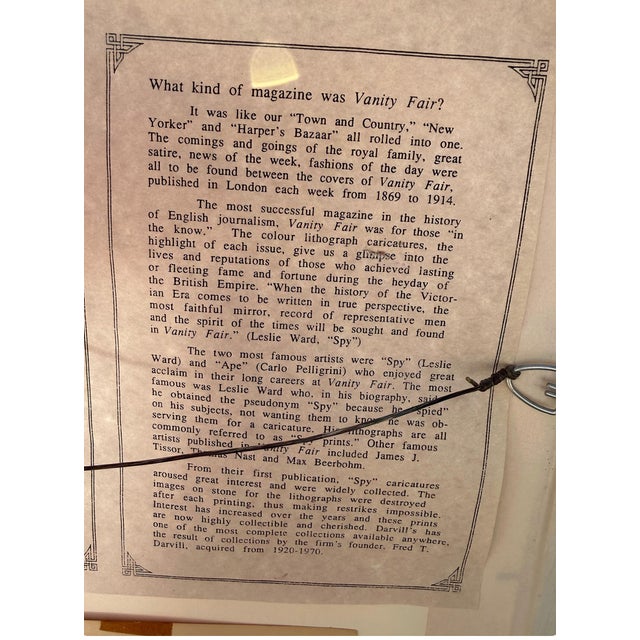 What kind of magazine was Vanity Fair?
It was like our “Town and Country,” “New
Yorker” and “Harper's Bazaar” all rolled into one.
The comings and goings of the royal family, great
satire, news of the week, fashions of the day were
all to be found between the covers of Vanity Fair,
published in London each week from 1869 to 1914.
The most successful magazine in the history
of English journalism, Vanity Fair was for those “in
the know.” The colour lithograph caricatures, the
highlight of each issue, give us a glimpse into the
lives and reputations of those who achieved lasting
or fleeting fame and fortune during the heyday of
the British Empire. “When the history of the Victor-
ian Era comes to be written in true perspective, the
most faithful mirror, record of representative men
and the spirit of the times will be sought and found
in Vanity Fair.” (Leslie Ward, “Spy”)
The two most famous artists were “Spy” (Leslie
Ward) and “Ape” (Carlo Pelligrini) who enjoyed great
acclaim in their long careers at Vanity Fair. The most
famous was Leslie Ward who, in his biography, said
he obtained the pseudonym “Spy” because he “spied”
on his subjects, not wanting them to know he was ob-
serving them for a caricature. His lithographs are all
commonly referred to as “Spy prints.” Other famous
artists published in Vanity Fair included James J.
Tissot, Thomas Nast and Max Beerbohm.
From their first publication, “Spy” caricatures
aroused great interest and were widely collected. The
images on stone for the lithographs were destroyed
after each printing, thus making restrikes impossible.
Interest has increased over the years and these prints
are now highly collectible and cherished. Darvill's has
one of the most complete collections available anywhere,
the result of collections by the firm's founder, Fred T.
Darvill, acquired from 1920-1970.